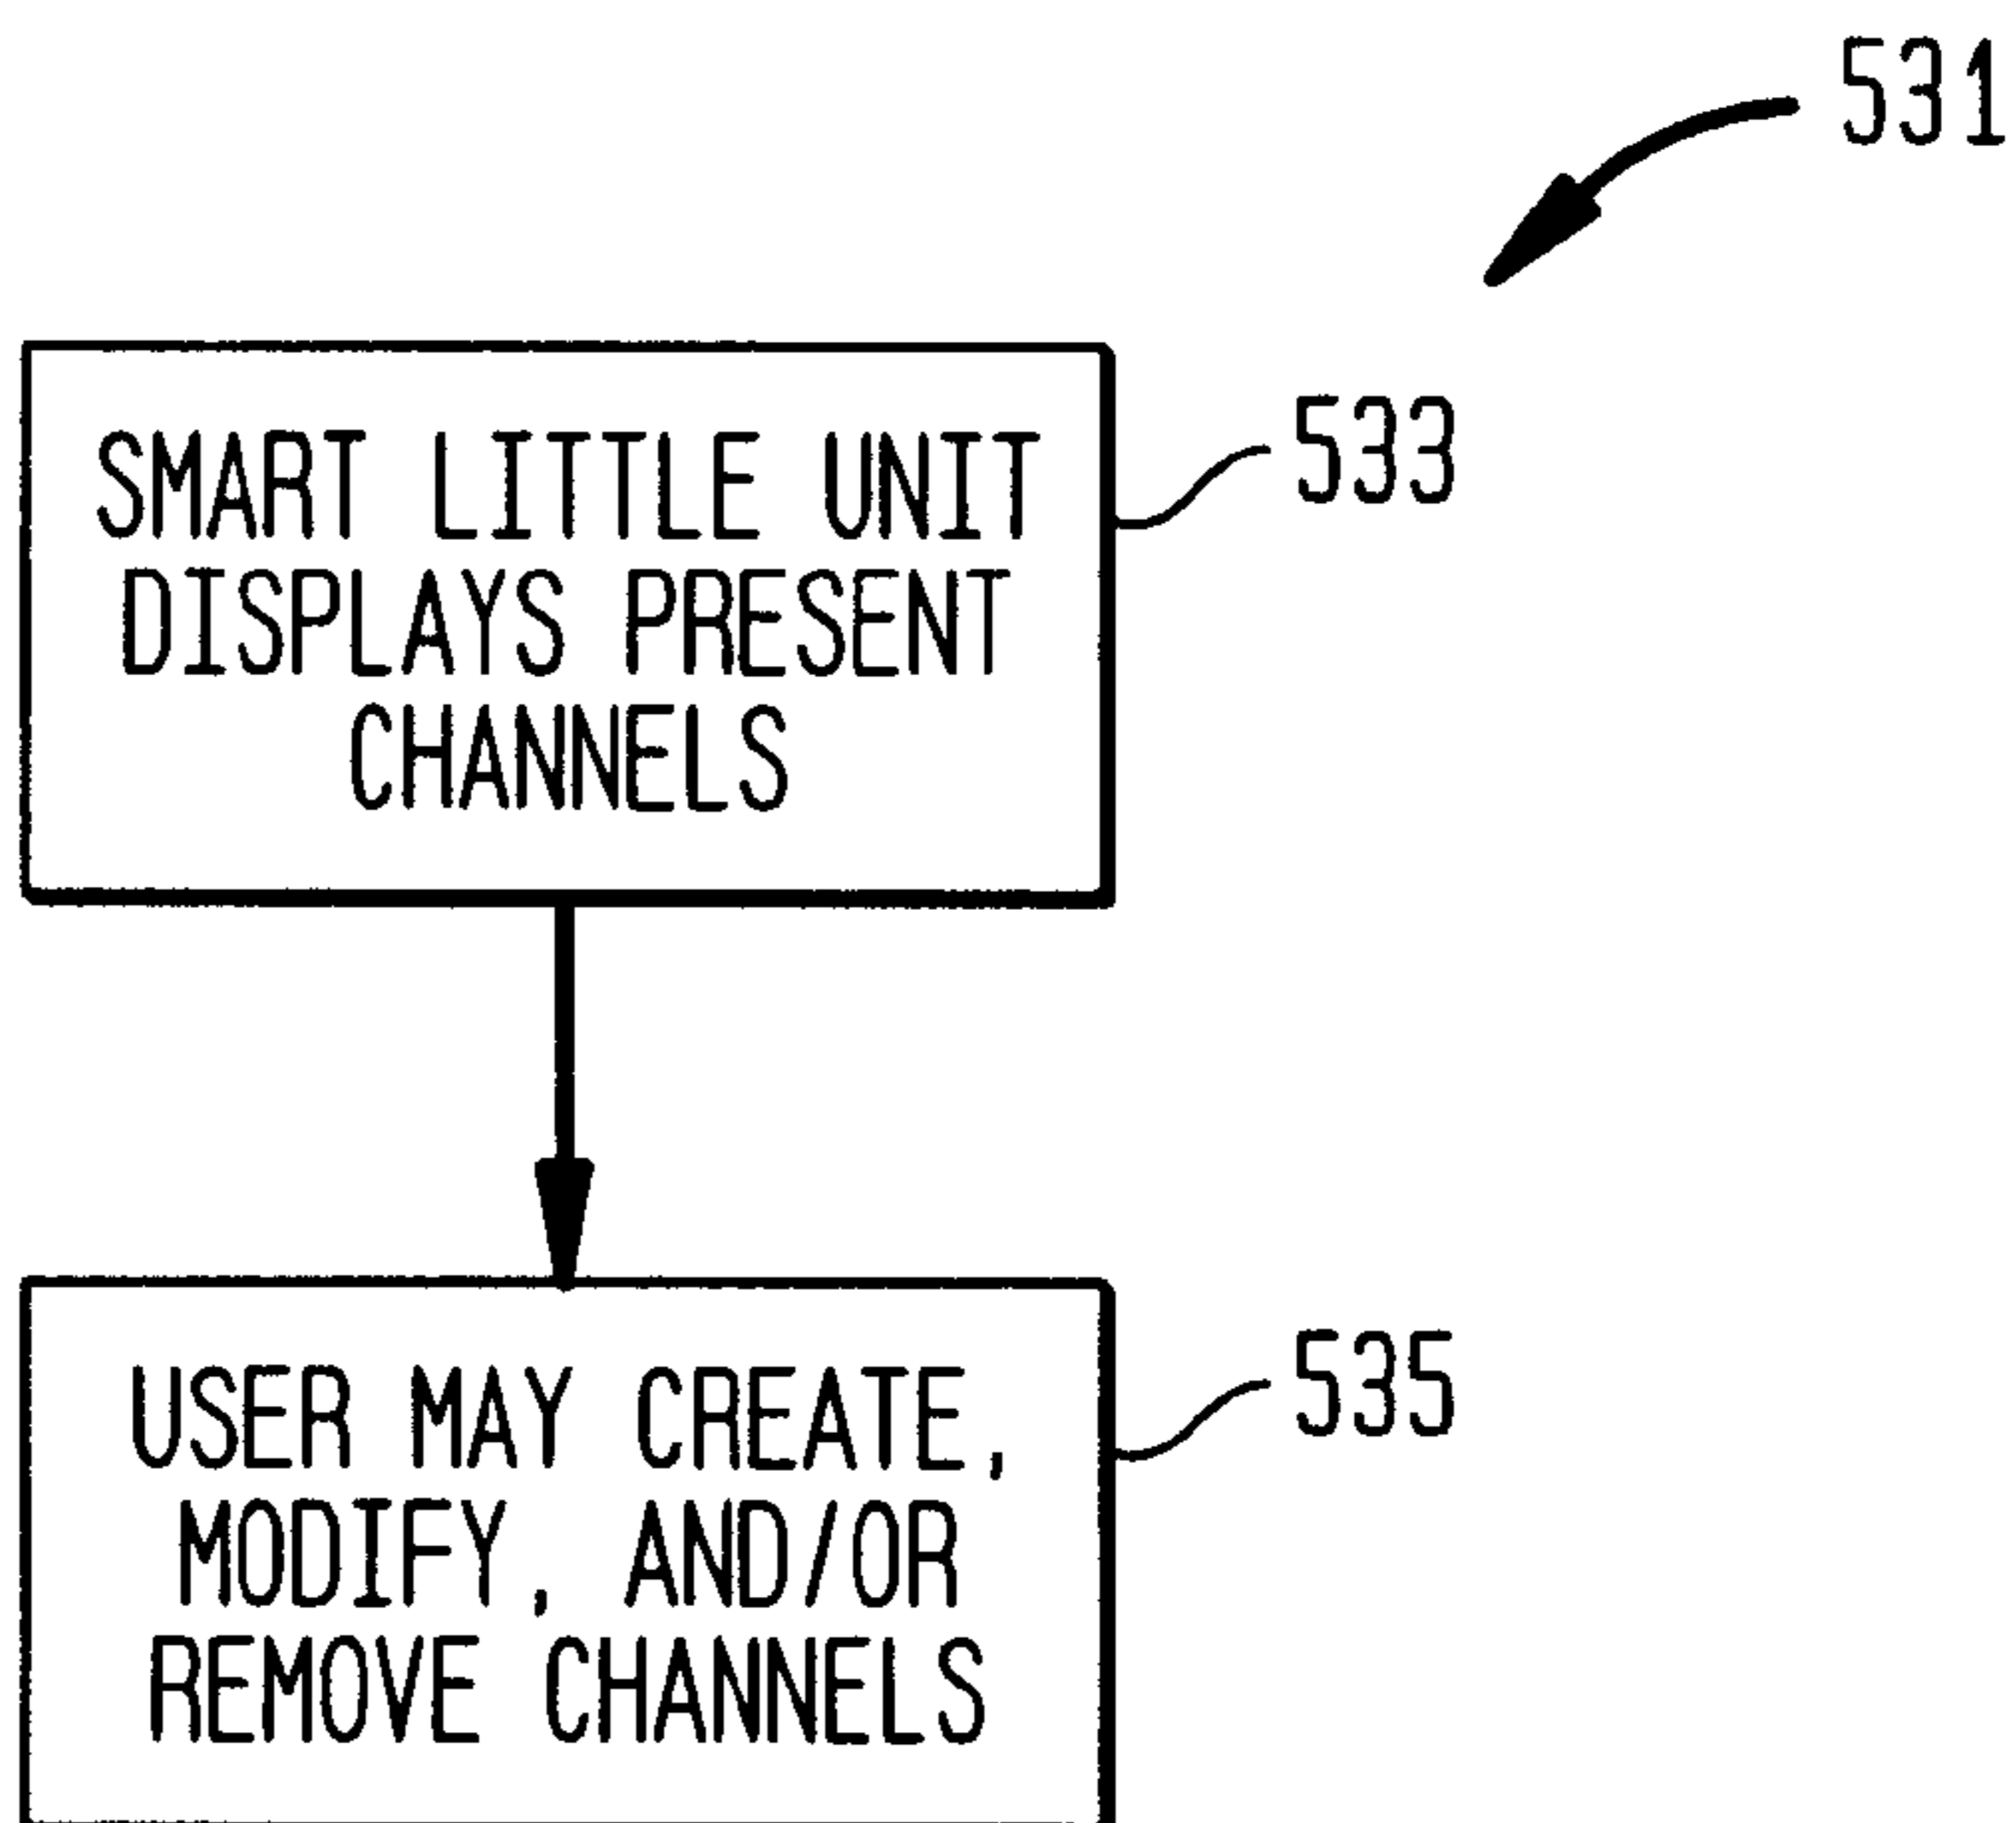 531
SMART LITTLE UNIT
DISPLAYS PRESENT
CHANNELS
533
USER MAY CREATE,
MODIFY, AND/OR
REMOVE CHANNELS
535